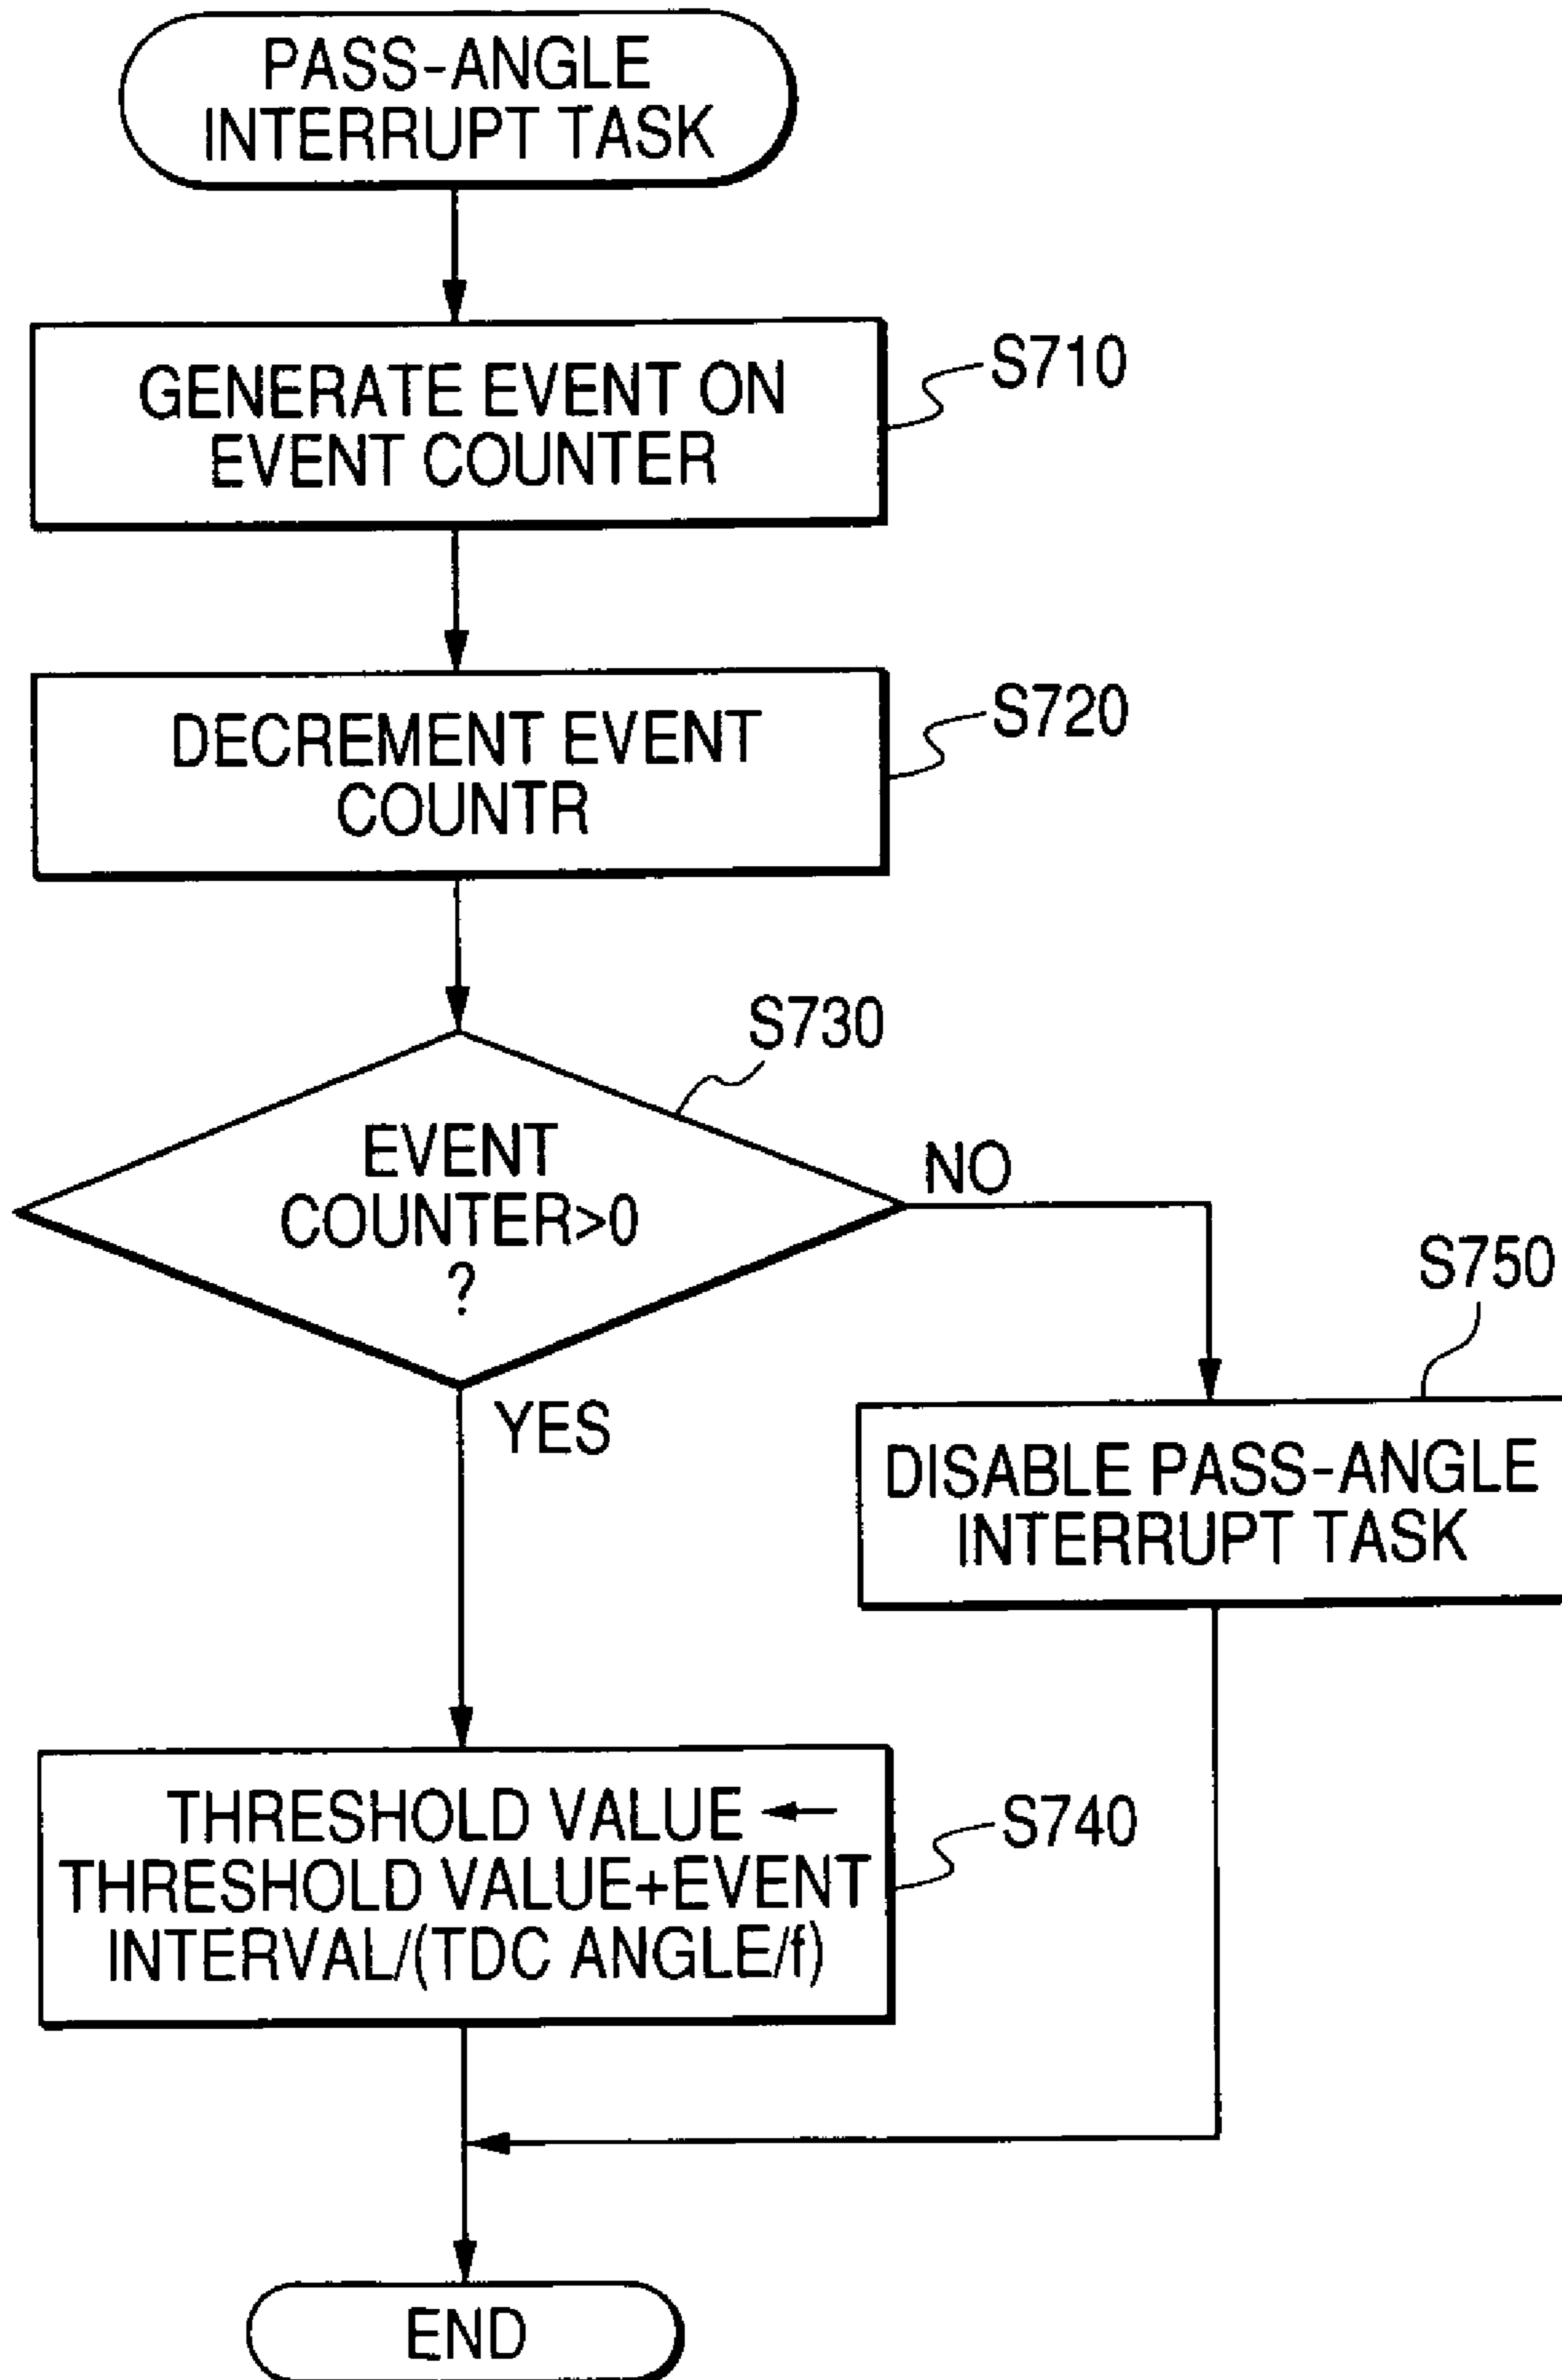 PASS-ANGLE
INTERRUPT TASK
GENERATE EVENT ON
EVENT COUNTER
S710
DECREMENT EVENT
COUNTR
S720
S730
EVENT
COUNTER>0
?
NO
YES
S750
DISABLE PASS-ANGLE
INTERRUPT TASK
THRESHOLD VALUE ←
THRESHOLD VALUE+EVENT
INTERVAL/(TDC ANGLE/f)
S740
END